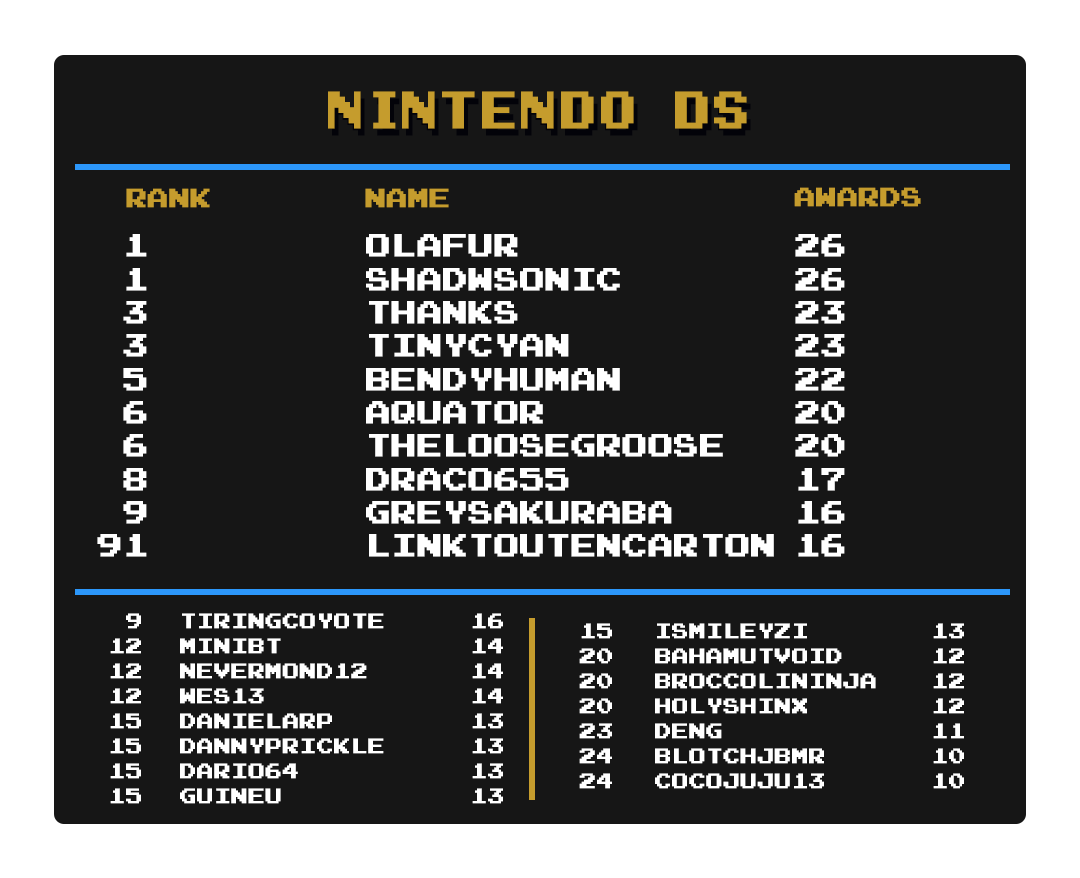 NINTENDO DS
RANK NAME AWARDS
1 OLAFUR 26
1 SHADWSONIC 26
3 THANKS 23
3 TINYCYAN 23
5 BENDYHUMAN 22
6 AQUATOR 20
6 THELOOSEGROOSE 20
8 DRACO655 17
9 GREYSAKURABA 16
91 LINKTOUTENCARTON 16
9 TIRINGCOYOTE 16
12 MINIBT 14
12 NEVERMOND12 14
12 WES13 14
15 DANIELARP 13
15 DANNYPRICKLE 13
15 DARIO64 13
15 GUINEU 13
15 ISMILEYZI 13
20 BAHAMUTVOID 12
20 BROCCOLININJA 12
20 HOLYSHINX 12
23 DENG 11
24 BLOTCHJBMR 10
24 COCOJUJU13 10